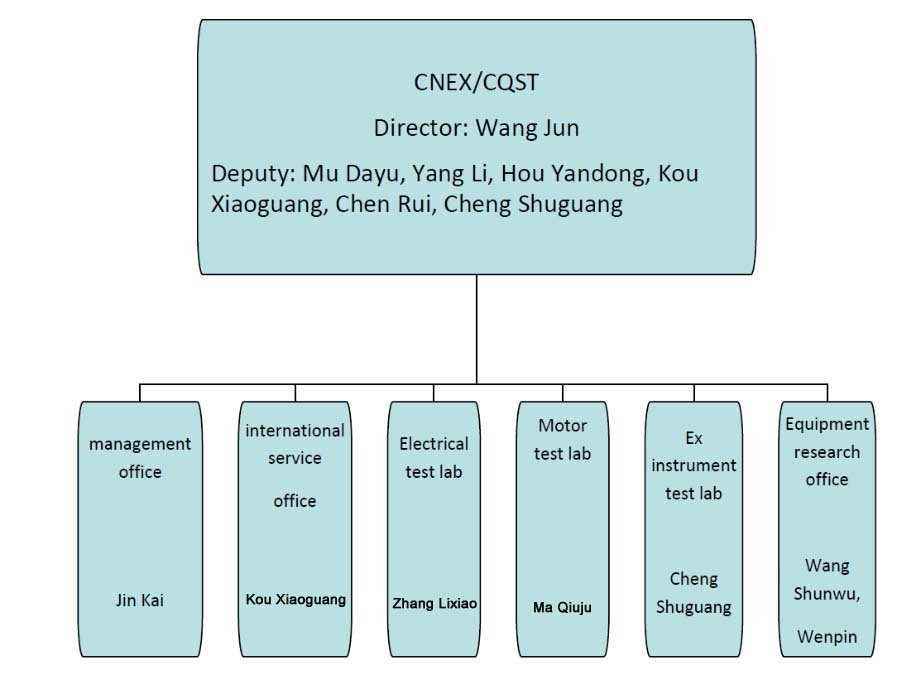 CNEX/CQST
Director: Wang Jun
Deputy: Mu Dayu, Yang Li, Hou Yandong, Kou
Xiaoguang, Chen Rui, Cheng Shuguang
management
office
Jin Kai
international
service
office
Kou Xiaoguang
Electrical
test lab
Zhang Lixiao
Motor
test lab
Ma Qiuju
Ex
instrument
test lab
Cheng
Shuguang
Equipment
research
office
Wang
Shunwu,
Wenpin